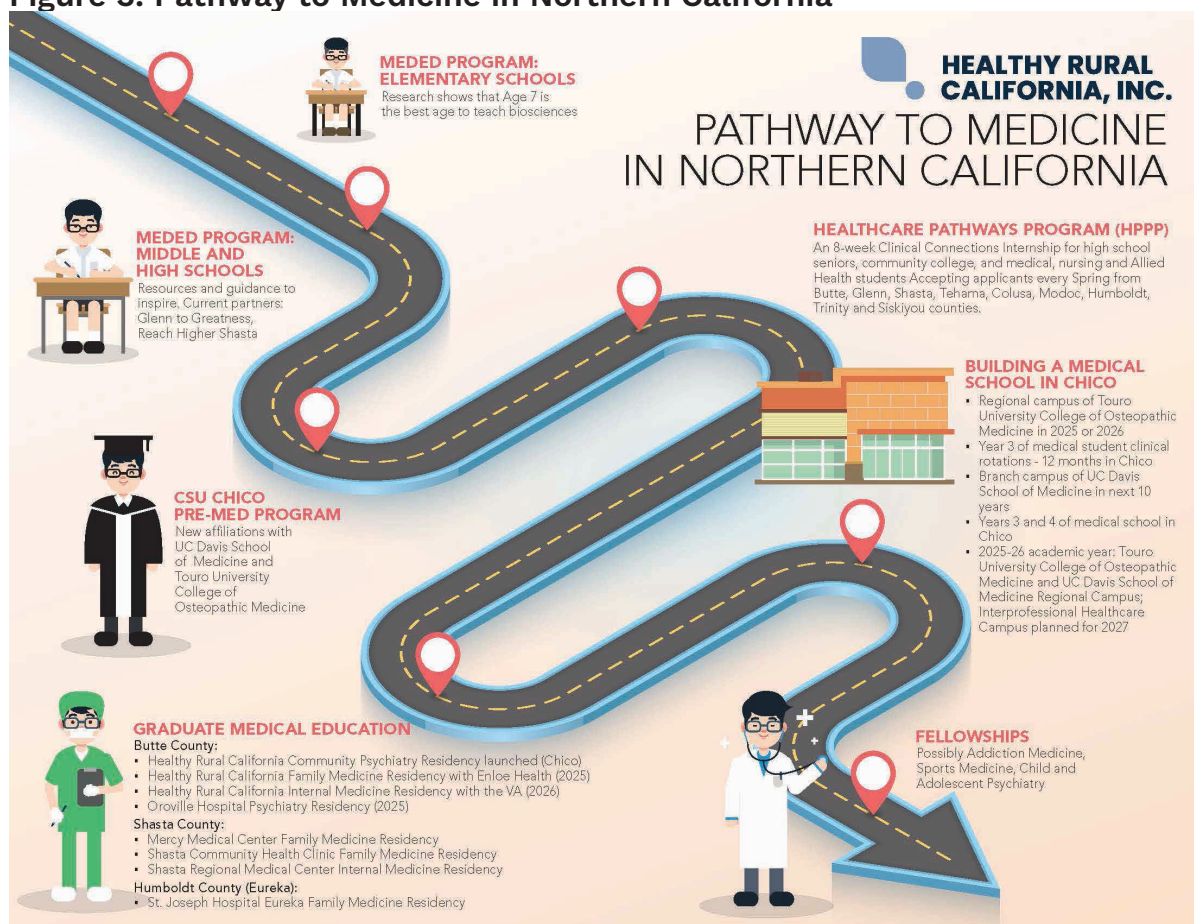 Figure 3: Pathway to Medicine in Northern California
HEALTHY RURAL
CALIFORNIA, INC.
PATHWAY TO MEDICINE
IN NORTHERN CALIFORNIA
MEDED PROGRAM:
ELEMENTARY SCHOOLS
Research shows that Age 7 is
the best age to teach biosciences
MEDED PROGRAM:
MIDDLE AND
HIGH SCHOOLS
Resources and guidance to
inspire. Current partners:
Glenn to Greatness,
Reach Higher Shasta
HEALTHCARE PATHWAYS PROGRAM (HPPP)
An 8-week Clinical Connections Internship for high school
seniors, community college, and medical, nursing and Allied
Health students Accepting applicants every Spring from
Butte, Glenn, Shasta, Tehama, Colusa, Modoc, Humboldt,
Trinity and Siskiyou counties.
CSU CHICO
PRE-MED PROGRAM
New affiliations with
UC Davis School
of Medicine and
Touro University
College of
Osteopathic Medicine
BUILDING A MEDICAL
SCHOOL IN CHICO
▪ Regional campus of Touro
University College of Osteopathic
Medicine in 2025 or 2026
▪ Year 3 of medical student clinical
rotations - 12 months in Chico
▪ Branch campus of UC Davis
School of Medicine in next 10
years
▪ Years 3 and 4 of medical school in
Chico
▪ 2025-26 academic year: Touro
University College of Osteopathic
Medicine and UC Davis School of
Medicine Regional Campus;
Interprofessional Healthcare
Campus planned for 2027
GRADUATE MEDICAL EDUCATION
Butte County:
▪ Healthy Rural California Community Psychiatry Residency launched (Chico)
▪ Healthy Rural California Family Medicine Residency with Enloe Health (2025)
▪ Healthy Rural California Internal Medicine Residency with the VA (2026)
▪ Oroville Hospital Psychiatry Residency (2025)
Shasta County:
▪ Mercy Medical Center Family Medicine Residency
▪ Shasta Community Health Clinic Family Medicine Residency
▪ Shasta Regional Medical Center Internal Medicine Residency
Humboldt County (Eureka):
▪ St. Joseph Hospital Eureka Family Medicine Residency
FELLOWSHIPS
Possibly Addiction Medicine,
Sports Medicine, Child and
Adolescent Psychiatry